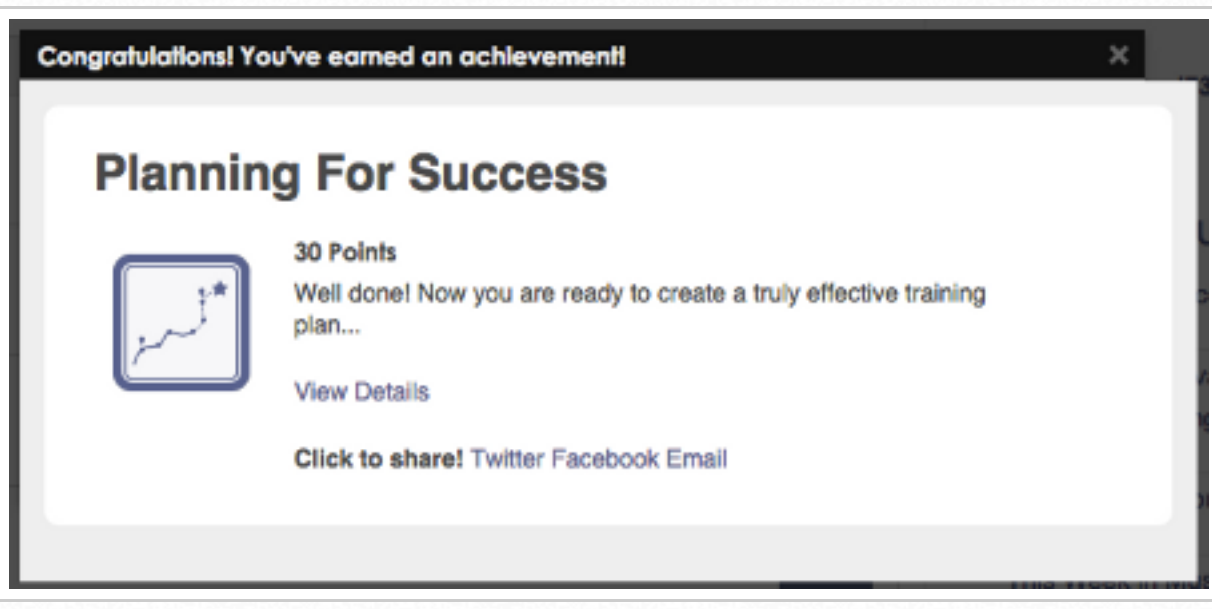 Congratulations! You've earned an achievement!
Planning For Success
30 Points
Well done! Now you are ready to create a truly effective training
plan...
View Details
Click to share! Twitter Facebook Email